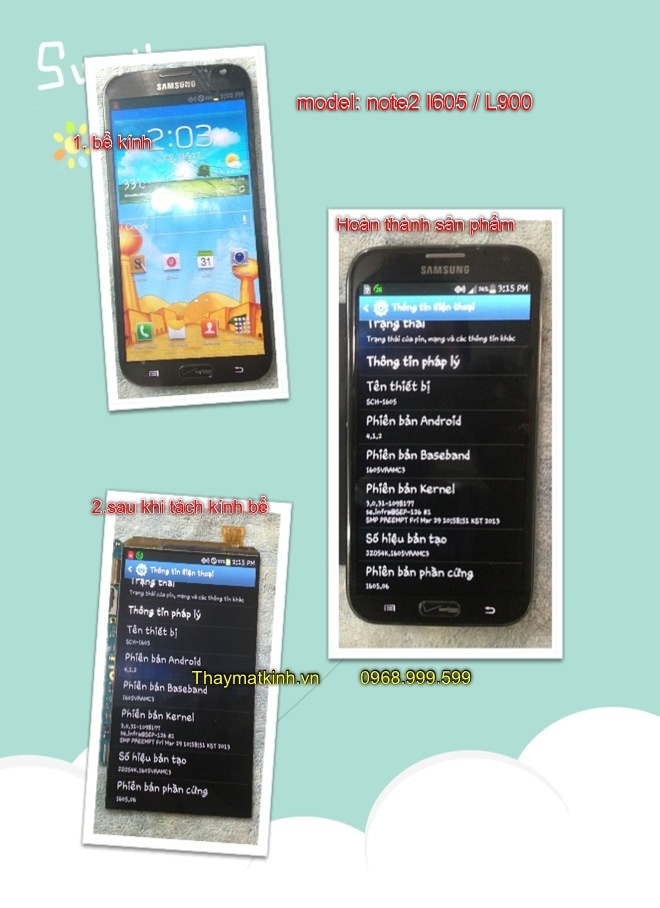 model: note2 I605 / L900
1. bể kính
SAMSUNG
2:03
33°
Google
31
verizon
Hoàn thành sản phẩm
SAMSUNG
76% 3:15 PM
Thông tin điện thoại
Trạng thái
Trạng thái của pin, mạng và các thông tin khác
Thông tin pháp lý
Tên thiết bị
SCH-I605
Phiên bản Android
4.1.2
Phiên bản Baseband
I605VRAMC3
Phiên bản Kernel
3.0.31-1098177
se.infra@SEP-126 #1
SMP PREEMPT Fri Mar 29 10:58:51 KST 2013
Số hiệu bản tạo
JZO54K.I605VRAMC3
Phiên bản phần cứng
I605.06
verizon
2.sau khi tách kính bể
3:15 PM
Thông tin điện thoại
Trạng thái
Trạng thái của pin, mạng và các thông tin khác
Thông tin pháp lý
Tên thiết bị
SCH-I605
Phiên bản Android
4.1.2
Phiên bản Baseband
I605VRAMC3
Phiên bản Kernel
3.0.31-1098177
se.infra@SEP-126 #1
SMP PREEMPT Fri Mar 29 10:58:51 KST 2013
Số hiệu bản tạo
JZO54K.I605VRAMC3
Phiên bản phần cứng
I605.06
Thaymatkinh.vn 0968.999.599